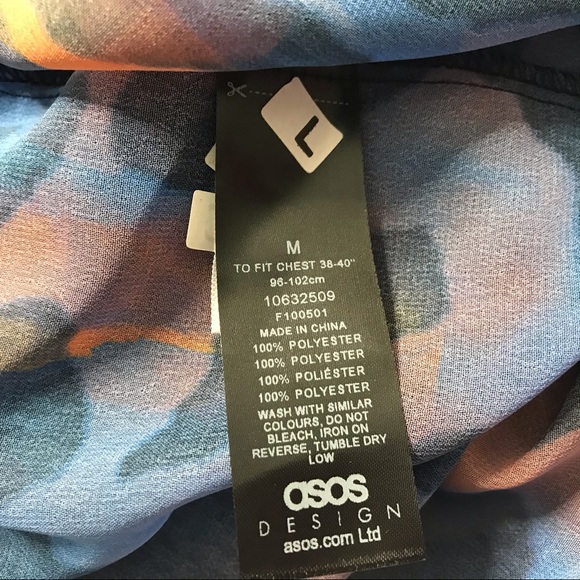 L
M
TO FIT CHEST 38-40"
96-102cm
10632509
F100501
MADE IN CHINA
100% POLYESTER
100% POLYESTER
100% POLIÉSTER
100% POLYESTER
WASH WITH SIMILAR
COLOURS, DO NOT
BLEACH, IRON ON
REVERSE, TUMBLE DRY
LOW
asos
DESIGN
asos.com Ltd